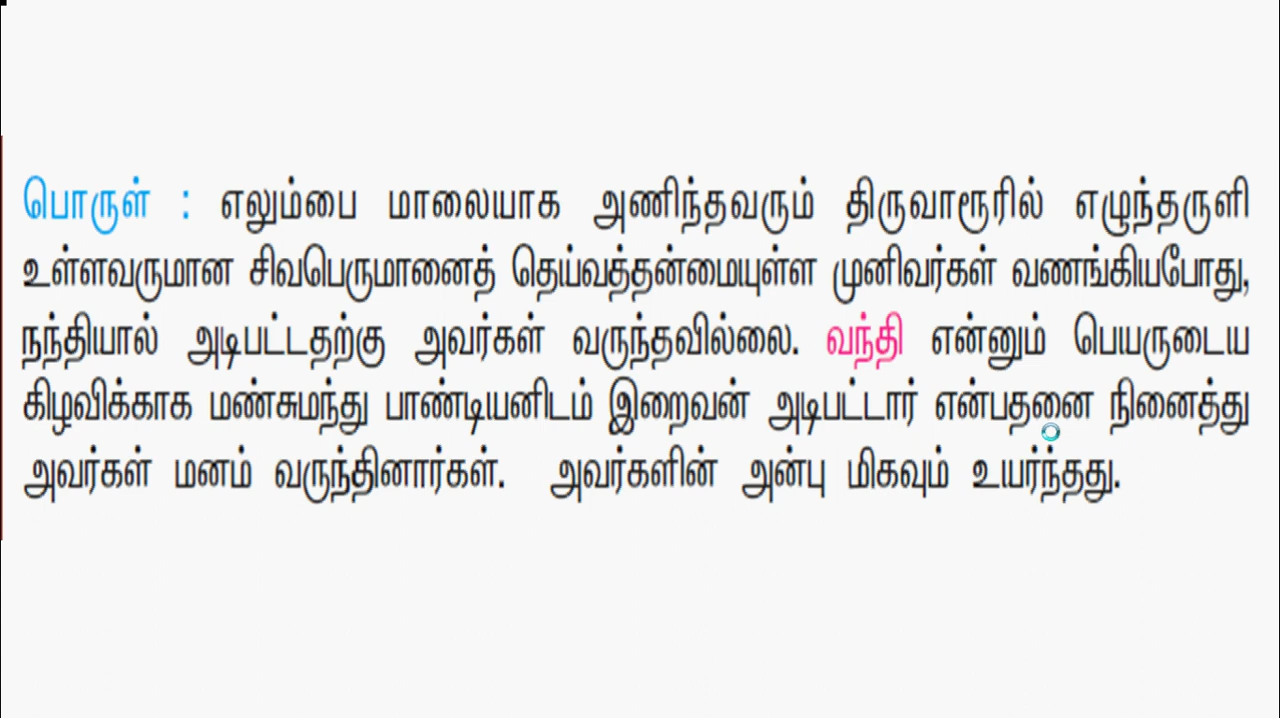 பொருள் : எலும்பை மாலையாக அணிந்தவரும் திருவாரூரில் எழுந்தருளி
உள்ளவருமான சிவபெருமானைத் தெய்வத்தன்மையுள்ள முனிவர்கள் வணங்கியபோது,
நந்தியால் அடிபட்டதற்கு அவர்கள் வருந்தவில்லை. வந்தி என்னும் பெயருடைய
கிழவிக்காக மண்சுமந்து பாண்டியனிடம் இறைவன் அடிபட்டார் என்பதனை நினைத்து
அவர்கள் மனம் வருந்தினார்கள். அவர்களின் அன்பு மிகவும் உயர்ந்தது.